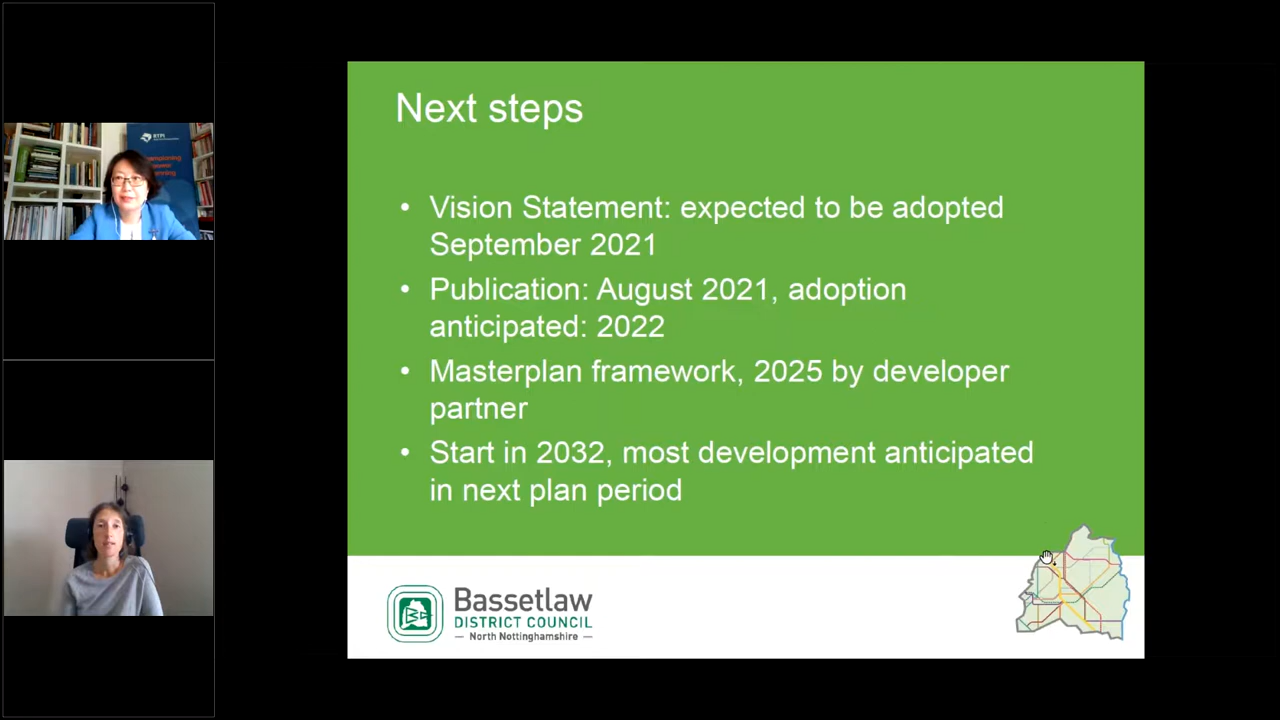 RTPI
Next steps
• Vision Statement: expected to be adopted
September 2021
• Publication: August 2021, adoption
anticipated: 2022
• Masterplan framework, 2025 by developer
partner
• Start in 2032, most development anticipated
in next plan period
Bassetlaw
DISTRICT COUNCIL
— North Nottinghamshire —